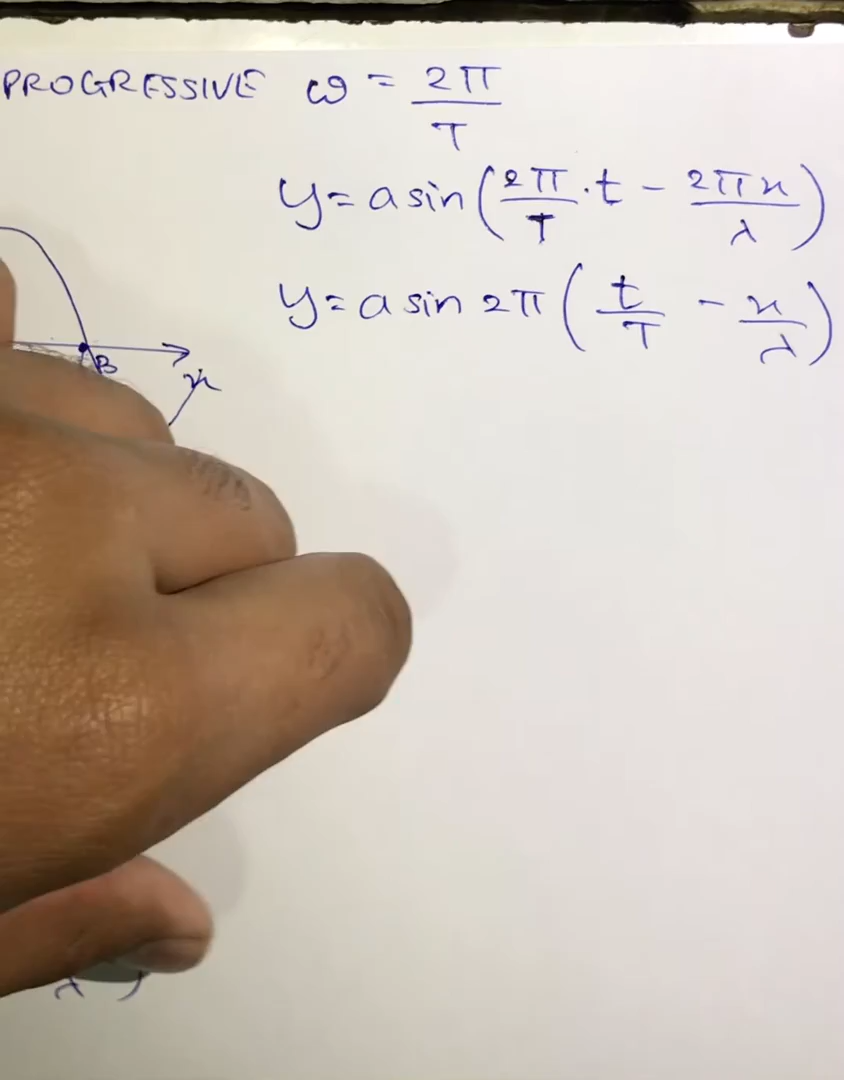 PROGRESSIVE ω = 2π/T
y = a sin (2π/T . t − 2πx/λ)
y = a sin 2π (t/T − x/λ)
B
x
λ )